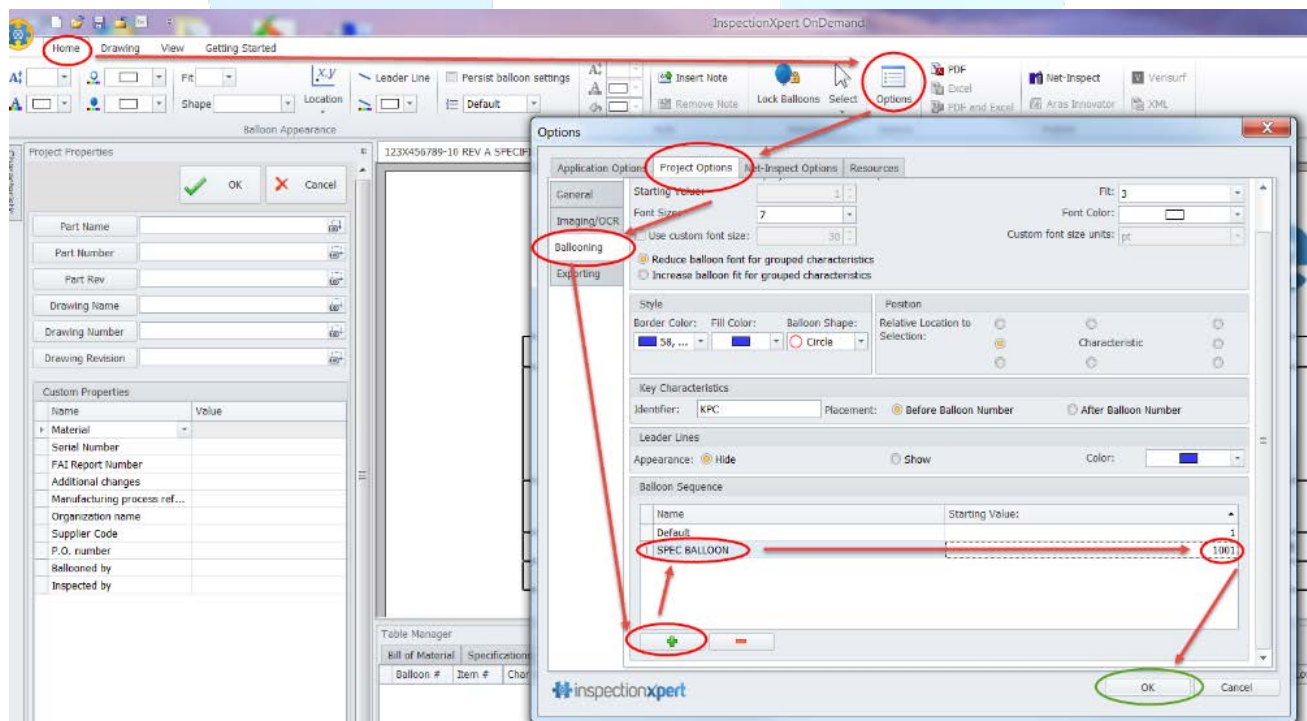 InspectionXpert OnDemand
Home Drawing View Getting Started
Fit
Shape
x.y
Location
Leader Line
Persist balloon settings
Default
Insert Note
Remove Note
Lock Balloons
Select
Options
PDF
Excel
PDF and Excel
Net-Inspect
Aras Innovator
Verisurf
XML
Balloon Appearance
Project Properties
OK Cancel
Part Name
Part Number
Part Rev
Drawing Name
Drawing Number
Drawing Revision
Custom Properties
Name Value
Material
Serial Number
FAI Report Number
Additional changes
Manufacturing process ref...
Organization name
Supplier Code
P.O. number
Ballooned by
Inspected by
123X456789-10 REV A SPECIFI
Table Manager
Bill of Material Specifications
Balloon # Item # Char
Options
Application Options Project Options Net-Inspect Options Resources
General
Imaging/OCR
Ballooning
Exporting
Starting Value: 1 Fit: 3
Font Size: 7 Font Color:
Use custom font size: 30 Custom font size units: pt
Reduce balloon font for grouped characteristics
Increase balloon fit for grouped characteristics
Style
Border Color: Fill Color: Balloon Shape:
58, ... Circle
Position
Relative Location to
Selection:
Characteristic
Key Characteristics
Identifier: KPC Placement: Before Balloon Number After Balloon Number
Leader Lines
Appearance: Hide Show Color:
Balloon Sequence
Name Starting Value:
Default 1
SPEC BALLOON 1001
inspectionxpert
OK Cancel